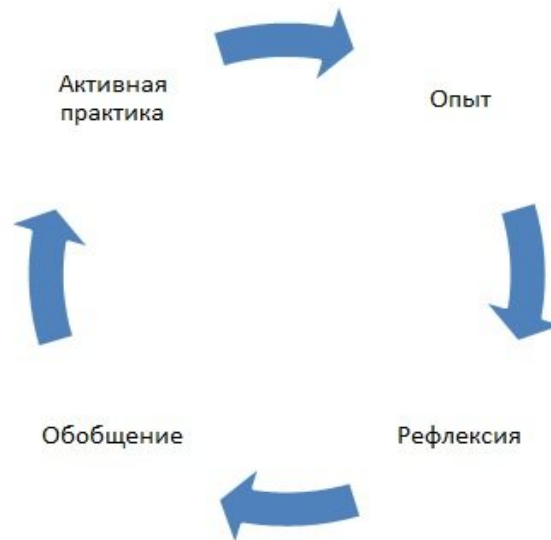 Активная
практика
Опыт
Обобщение
Рефлексия